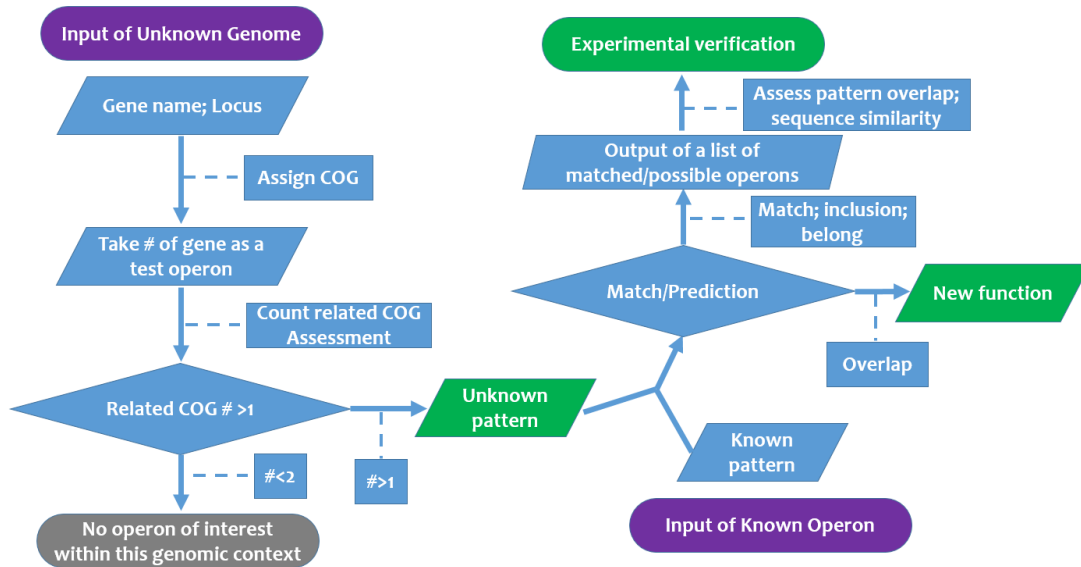 Input of Unknown Genome
Gene name; Locus
Assign COG
Take # of gene as a
test operon
Count related COG
Assessment
Related COG # >1
#<2
#>1
No operon of interest
within this genomic context
Unknown
pattern
Experimental verification
Assess pattern overlap;
sequence similarity
Output of a list of
matched/possible operons
Match; inclusion;
belong
Match/Prediction
New function
Overlap
Known
pattern
Input of Known Operon